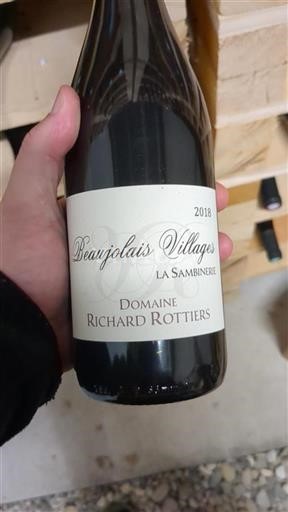 2018
Beaujolais Villages
LA SAMBINERIE
DOMAINE
RICHARD ROTTIERS